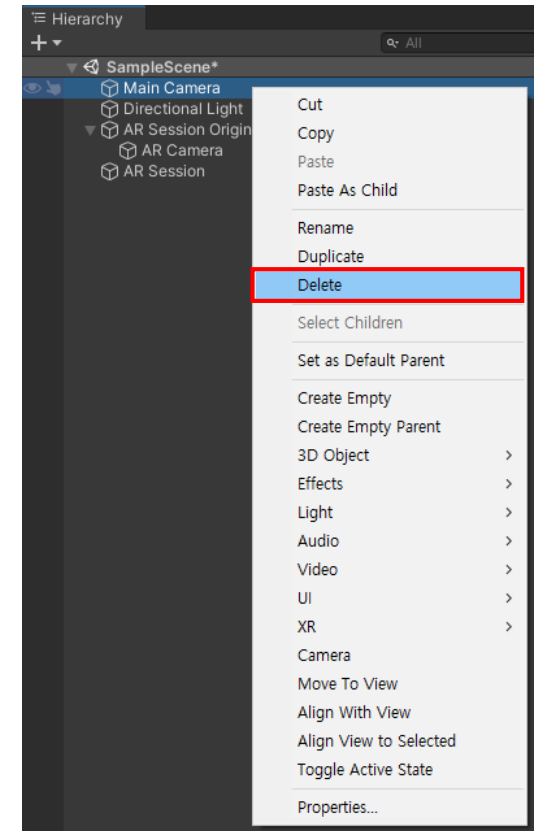 Hierarchy
All
SampleScene*
Main Camera
Directional Light
AR Session Origin
AR Camera
AR Session
Cut
Copy
Paste
Paste As Child
Rename
Duplicate
Delete
Select Children
Set as Default Parent
Create Empty
Create Empty Parent
3D Object
Effects
Light
Audio
Video
UI
XR
Camera
Move To View
Align With View
Align View to Selected
Toggle Active State
Properties...